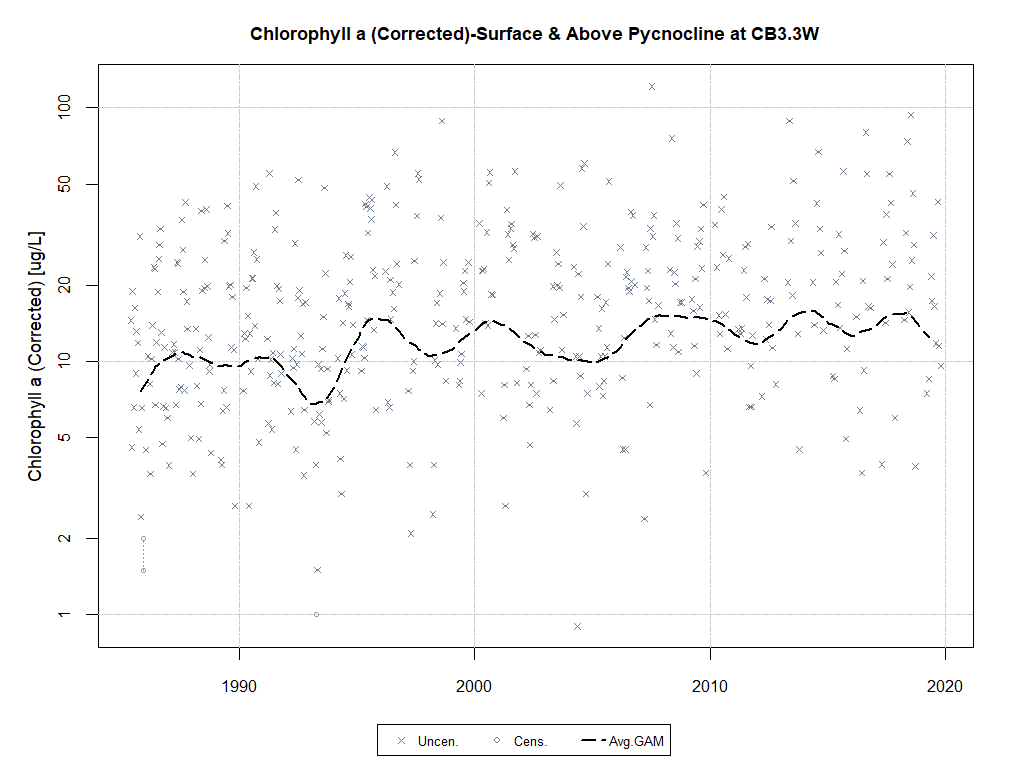 Chlorophyll a (Corrected)-Surface & Above Pycnocline at CB3.3W
Chlorophyll a (Corrected) [ug/L]
100
50
20
10
5
2
1
1990 2000 2010 2020
Uncen. Cens. Avg.GAM